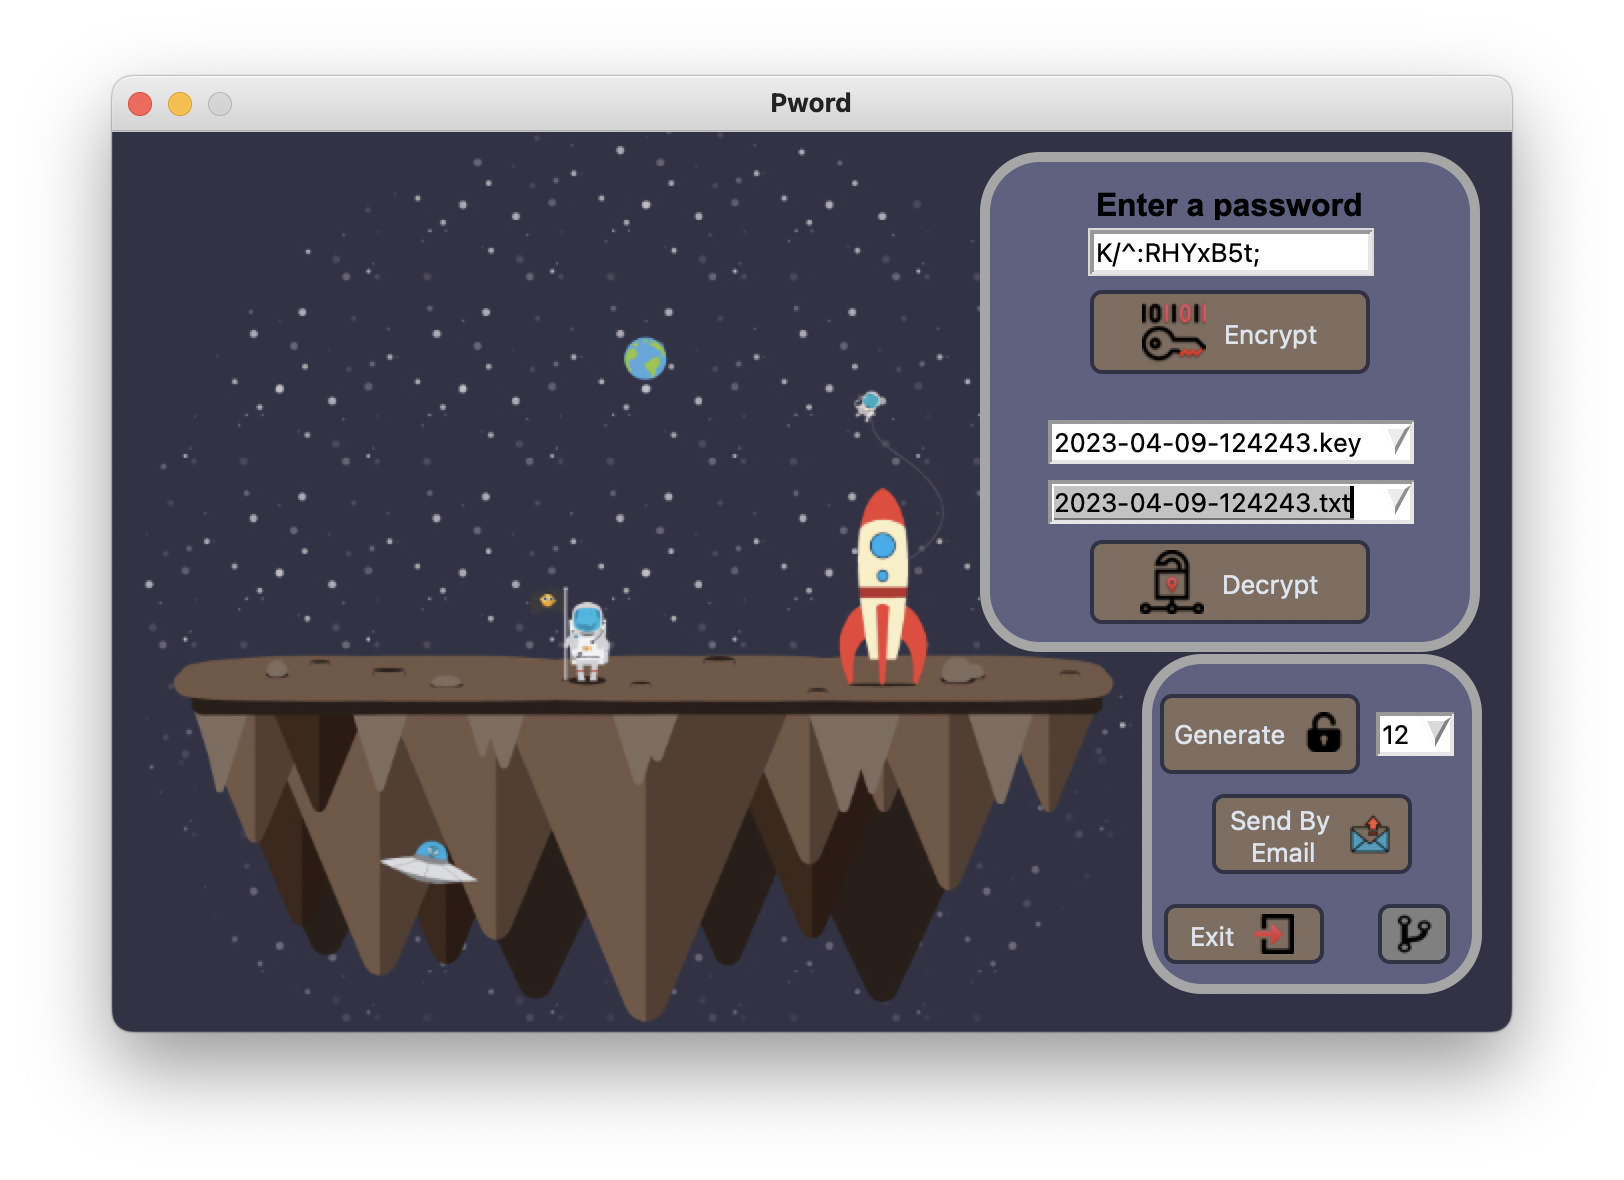 Pword
Enter a password
K/^:RHYxB5t;
101011
Encrypt
2023-04-09-124243.key
2023-04-09-124243.txt
Decrypt
Generate
12
Send By
Email
Exit